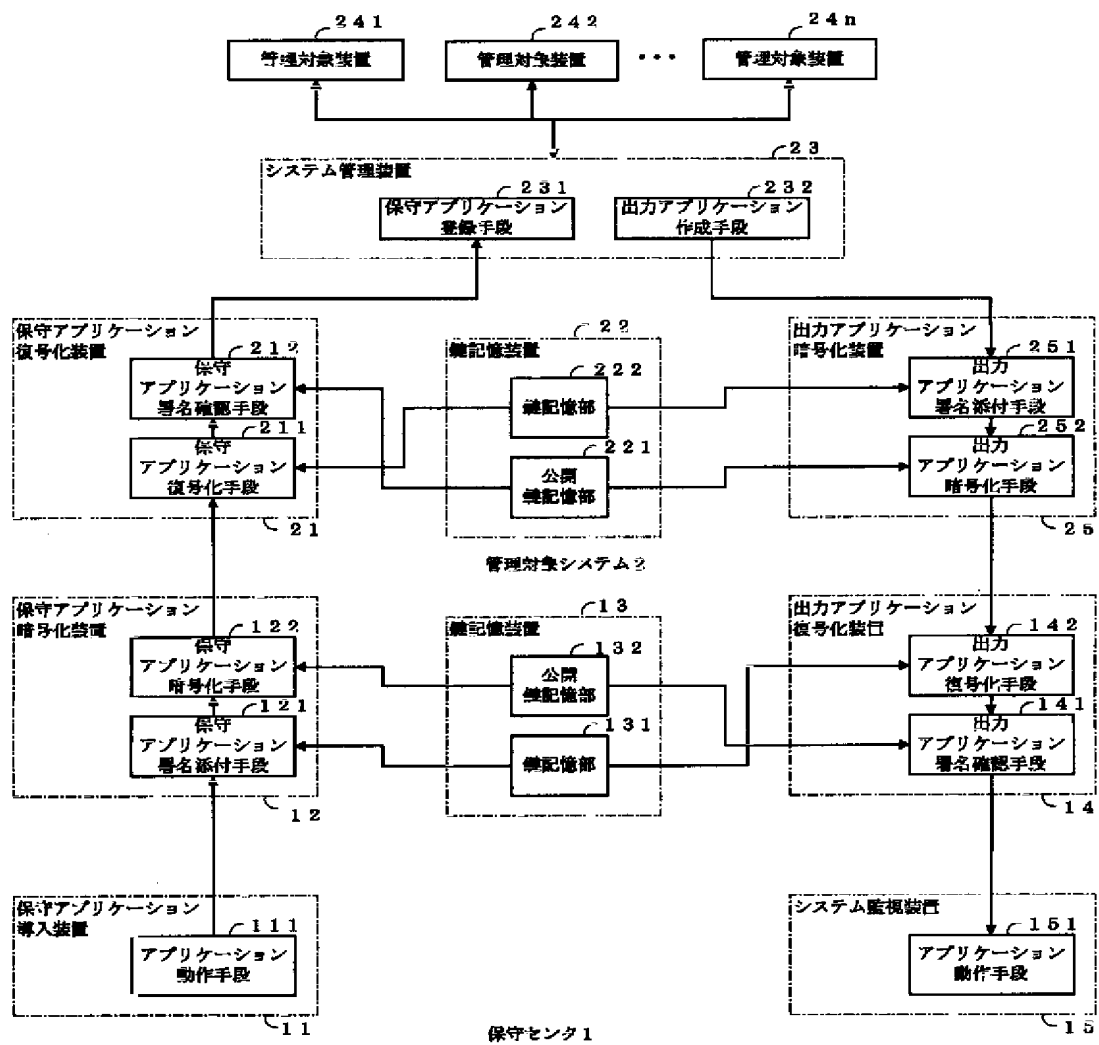 241
242
24n
管理対象装置
管理対象装置
・・・
管理対象装置
23
システム管理装置
231
232
保守アプリケーション
登録手段
出力アプリケーション
作成手段
保守アプリケーション
復号化装置
212
保守
アプリケーション
署名確認手段
211
保守
アプリケーション
復号化手段
21
22
鍵記憶装置
222
鍵記憶部
221
公開
鍵記憶部
出力アプリケーション
暗号化装置
251
出力
アプリケーション
署名添付手段
252
出力
アプリケーション
暗号化手段
25
管理対象システム2
保守アプリケーション
暗号化装置
122
保守
アプリケーション
暗号化手段
121
保守
アプリケーション
署名添付手段
12
13
鍵記憶装置
132
公開
鍵記憶部
131
鍵記憶部
出力アプリケーション
復号化装置
142
出力
アプリケーション
復号化手段
141
出力
アプリケーション
署名確認手段
14
保守アプリケーション
導入装置
111
アプリケーション
動作手段
11
システム監視装置
151
アプリケーション
動作手段
15
保守センタ1